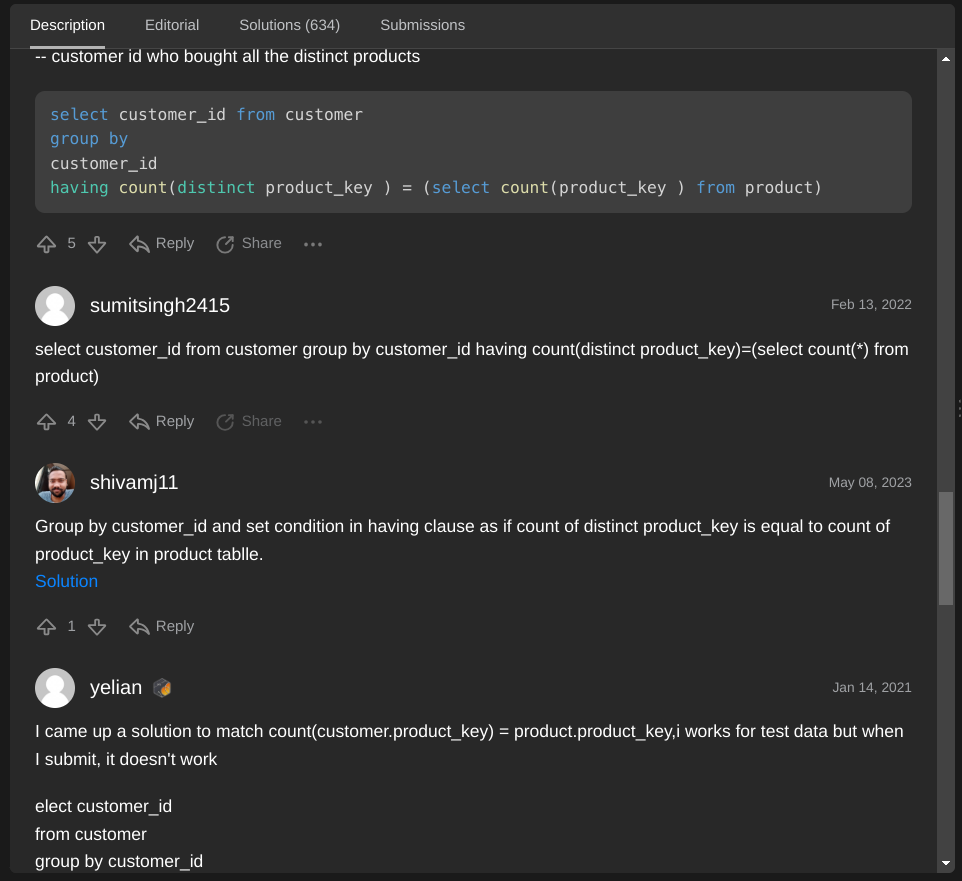 Description Editorial Solutions (634) Submissions
-- customer id who bought all the distinct products
select customer_id from customer
group by
customer_id
having count(distinct product_key ) = (select count(product_key ) from product)
5 Reply Share
sumitsingh2415 Feb 13, 2022
select customer_id from customer group by customer_id having count(distinct product_key)=(select count(*) from
product)
4 Reply Share
shivamj11 May 08, 2023
Group by customer_id and set condition in having clause as if count of distinct product_key is equal to count of
product_key in product tablle.
Solution
1 Reply
yelian Jan 14, 2021
I came up a solution to match count(customer.product_key) = product.product_key,i works for test data but when
I submit, it doesn't work
elect customer_id
from customer
group by customer_id